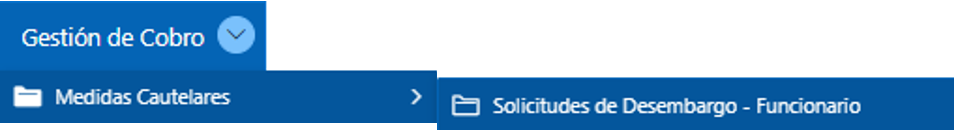 Gestión de Cobro
Medidas Cautelares
Solicitudes de Desembargo - Funcionario